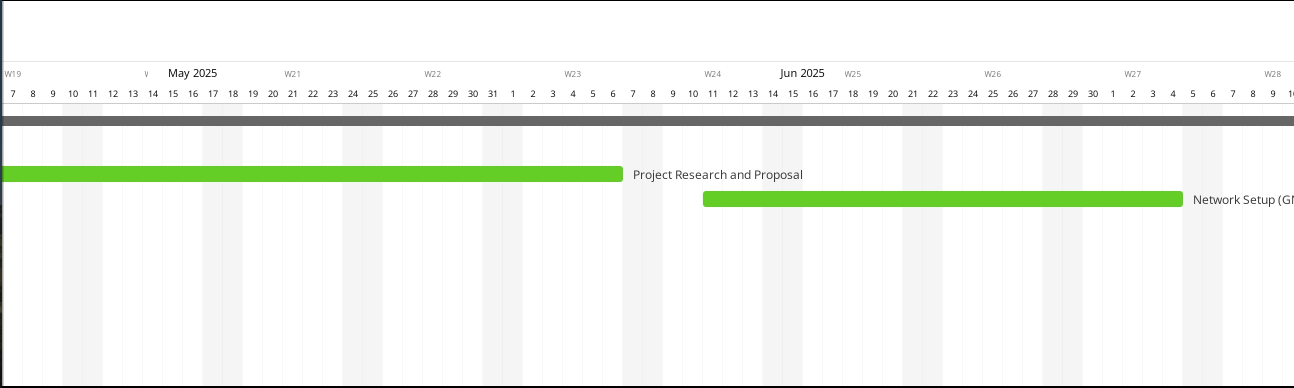 W19 W May 2025 W21 W22 W23 W24 Jun 2025 W25 W26 W27 W28
7 8 9 10 11 12 13 14 15 16 17 18 19 20 21 22 23 24 25 26 27 28 29 30 31 1 2 3 4 5 6 7 8 9 10 11 12 13 14 15 16 17 18 19 20 21 22 23 24 25 26 27 28 29 30 1 2 3 4 5 6 7 8 9
Project Research and Proposal
Network Setup